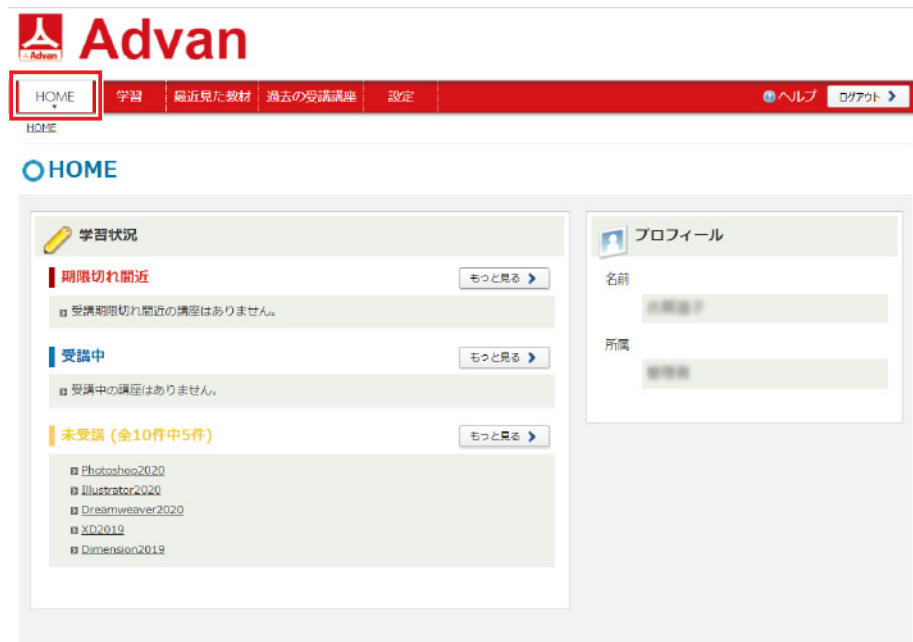 Advan
Advan
HOME 学習 最近見た教材 過去の受講講座 設定 ヘルプ ログアウト
HOME
HOME
学習状況
期限切れ間近 もっと見る
受講期限切れ間近の講座はありません。
受講中 もっと見る
受講中の講座はありません。
未受講 (全10件中5件) もっと見る
Photoshop2020
Illustrator2020
Dreamweaver2020
XD2019
Dimension2019
プロフィール
名前
所属